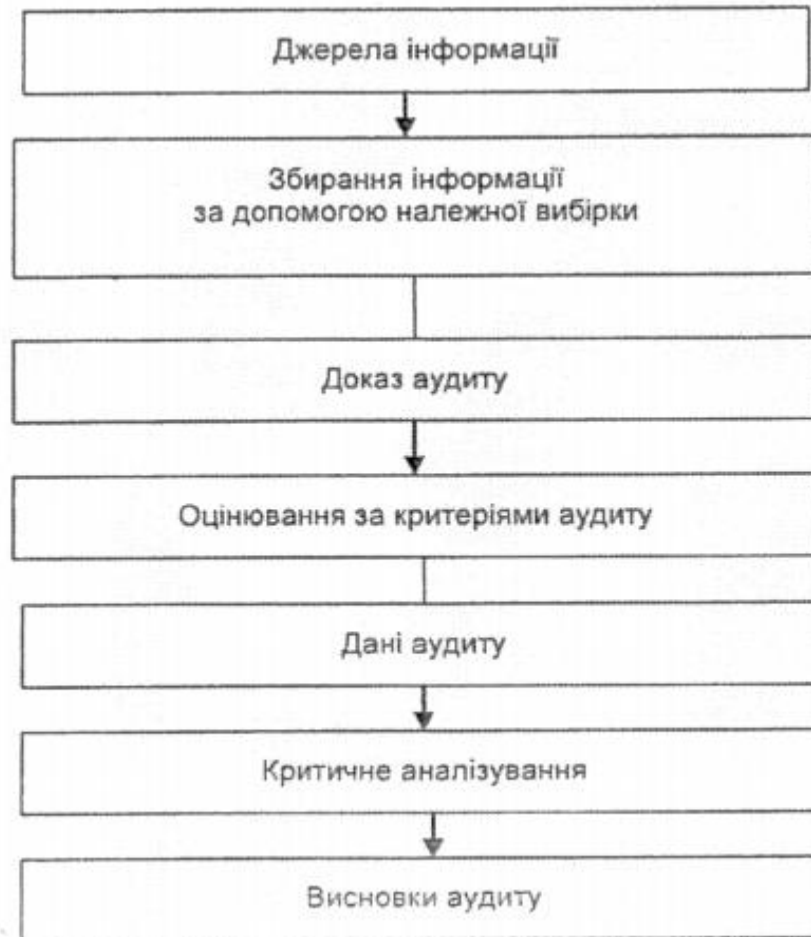 Джерела інформації
Збирання інформації
за допомогою належної вибірки
Доказ аудиту
Оцінювання за критеріями аудиту
Дані аудиту
Критичне аналізування
Висновки аудиту